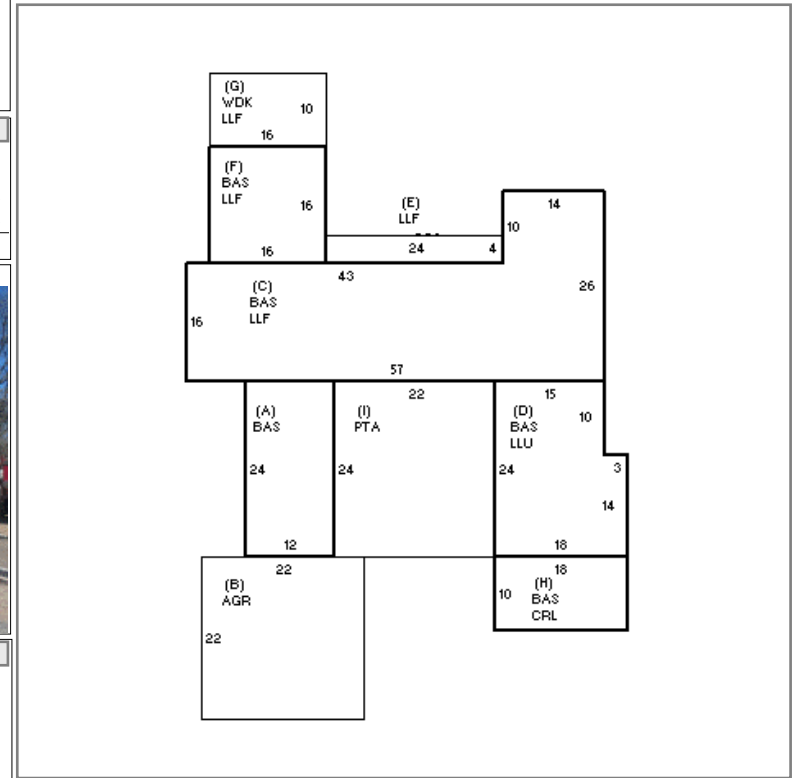 (G)
WDK
LLF
10
16
(F)
BAS
LLF
16
16
(E)
LLF
24
4
14
10
26
43
(C)
BAS
LLF
16
57
(A)
BAS
24
12
22
(I)
PTA
24
15
(D)
BAS
LLU
10
24
3
14
18
22
(B)
AGR
22
18
(H)
BAS
CRL
10